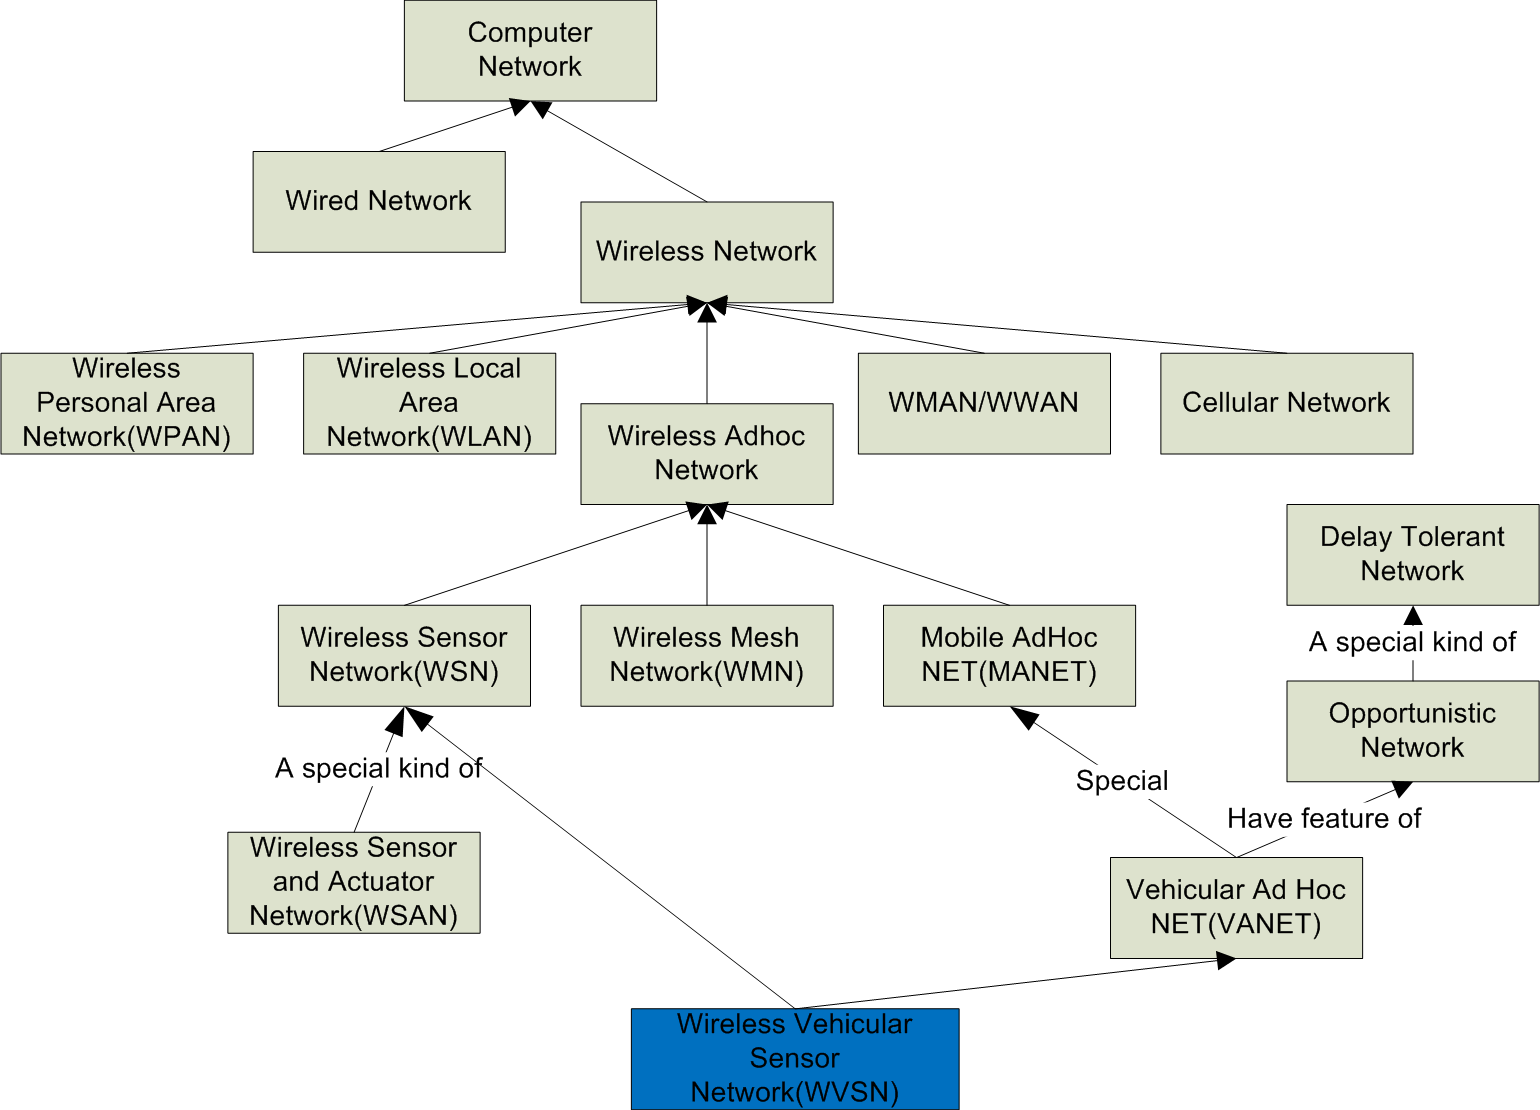 Computer
Network
Wired Network
Wireless Network
Wireless
Personal Area
Network(WPAN)
Wireless Local
Area
Network(WLAN)
Wireless Adhoc
Network
WMAN/WWAN
Cellular Network
Delay Tolerant
Network
A special kind of
Wireless Sensor
Network(WSN)
Wireless Mesh
Network(WMN)
Mobile AdHoc
NET(MANET)
Opportunistic
Network
A special kind of
Special
Have feature of
Wireless Sensor
and Actuator
Network(WSAN)
Vehicular Ad Hoc
NET(VANET)
Wireless Vehicular
Sensor
Network(WVSN)